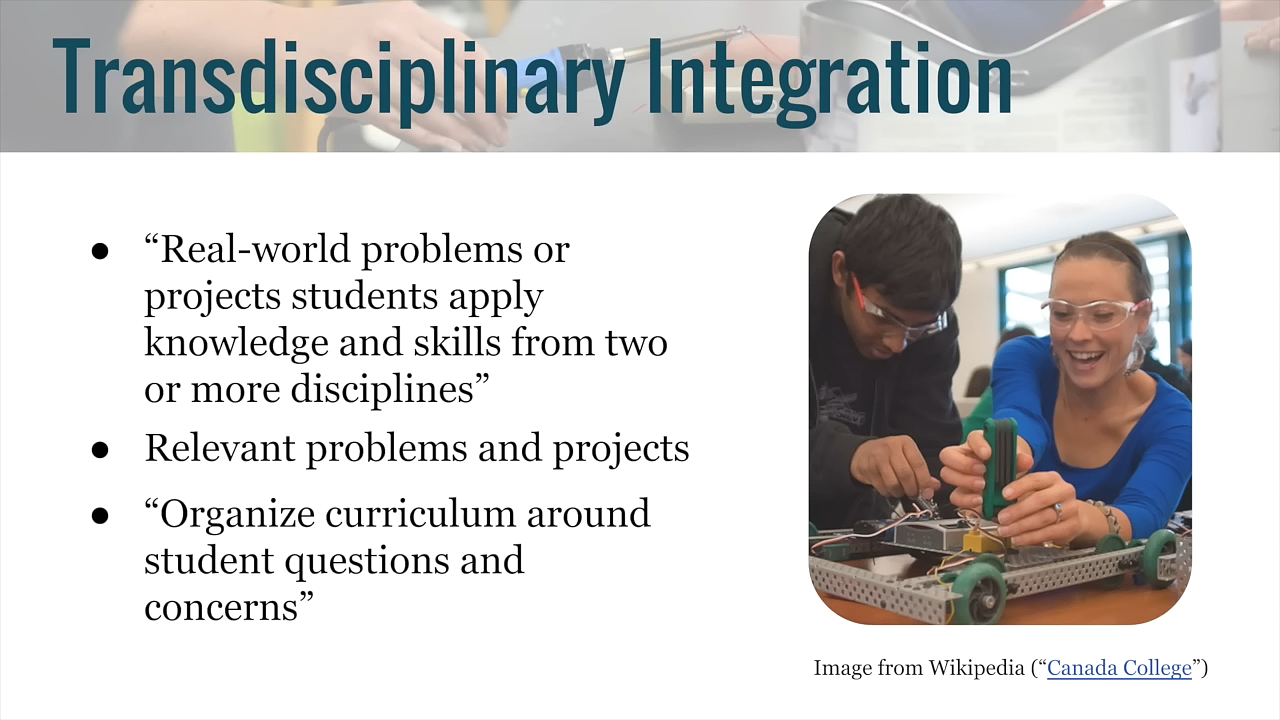 Transdisciplinary Integration
● “Real-world problems or
projects students apply
knowledge and skills from two
or more disciplines”
● Relevant problems and projects
● “Organize curriculum around
student questions and
concerns”
Image from Wikipedia (“Canada College”)